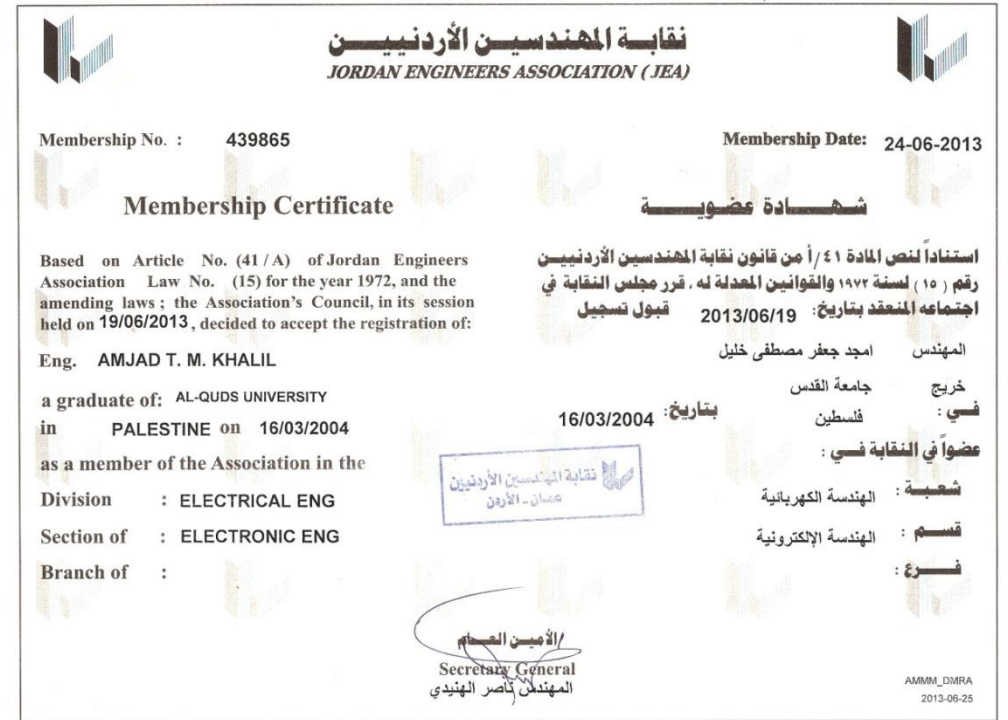 نقابة المهندسين الأردنيين
JORDAN ENGINEERS ASSOCIATION ( JEA)
Membership No. : 439865
Membership Date: 24-06-2013
Membership Certificate
شهادة عضوية
Based on Article No. (41 / A) of Jordan Engineers
Association Law No. (15) for the year 1972, and the
amending laws ; the Association's Council, in its session
held on 19/06/2013 , decided to accept the registration of:
Eng. AMJAD T. M. KHALIL
a graduate of: AL-QUDS UNIVERSITY
in PALESTINE on 16/03/2004
as a member of the Association in the
Division : ELECTRICAL ENG
Section of : ELECTRONIC ENG
Branch of :
استناداً لنص المادة ٤١ /أ من قانون نقابة المهندسين الأردنيين
رقم ( ١٥ ) لسنة ١٩٧٢ والقوانين المعدلة له ، قرر مجلس النقابة في
اجتماعه المنعقد بتاريخ: 2013/06/19 قبول تسجيل
المهندس امجد جعفر مصطفى خليل
خريج جامعة القدس
في : فلسطين بتاريخ: 16/03/2004
عضواً في النقابة في :
شعبة : الهندسة الكهربائية
قسم : الهندسة الإلكترونية
فرع :
نقابة المهندسين الأردنيين
عمان - الأردن
الأمين العام
Secretary General
المهندس ناصر الهنيدي
AMMM_DMRA
2013-06-25